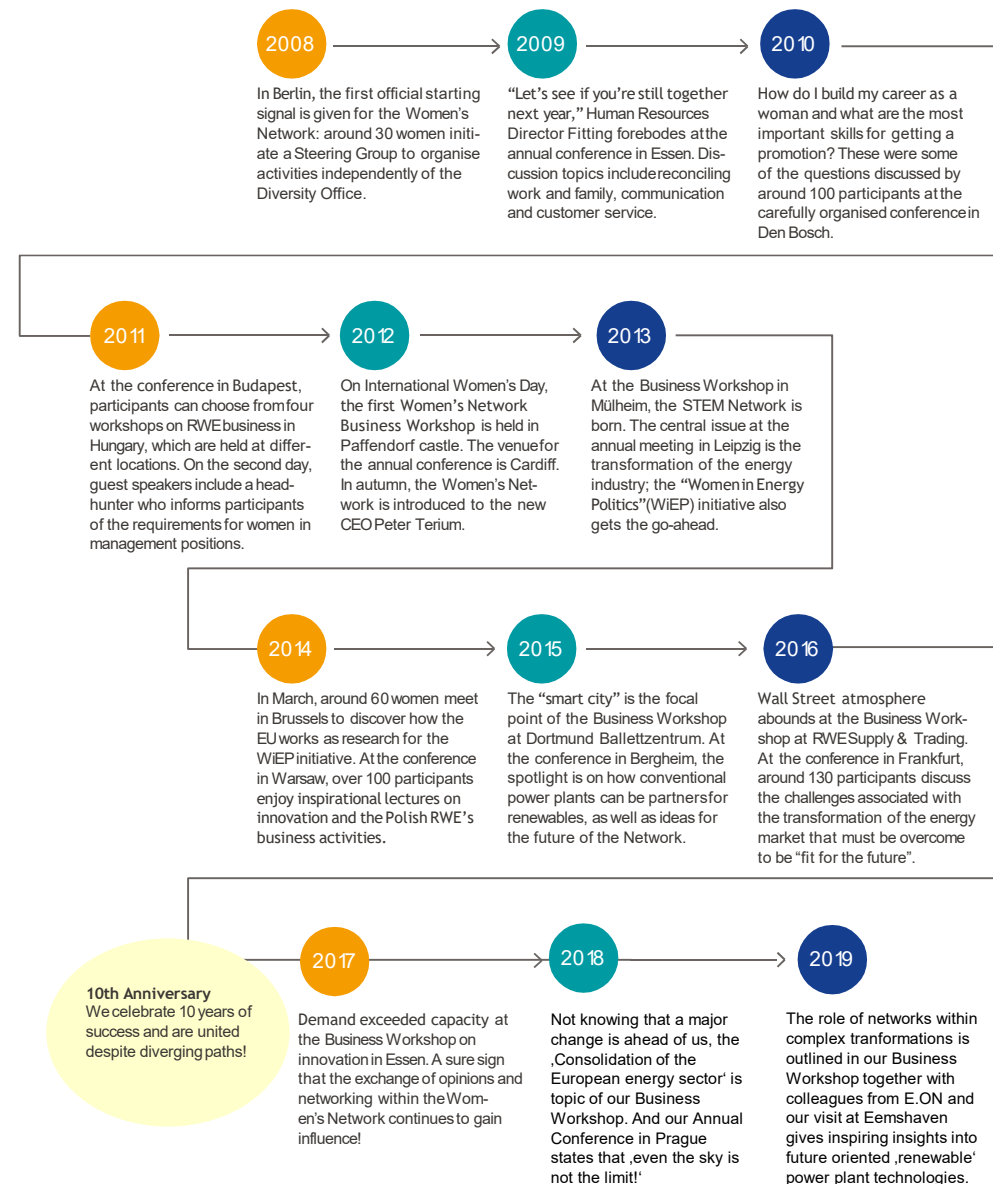 2008
In Berlin, the first official starting
signal is given for the Women's
Network: around 30 women initi-
ate a Steering Group to organise
activities independently of the
Diversity Office.
2009
“Let's see if you're still together
next year,” Human Resources
Director Fitting forebodes at the
annual conference in Essen. Dis-
cussion topics include reconciling
work and family, communication
and customer service.
2010
How do I build my career as a
woman and what are the most
important skills for getting a
promotion? These were some
of the questions discussed by
around 100 participants at the
carefully organised conference in
Den Bosch.
2011
At the conference in Budapest,
participants can choose from four
workshops on RWE business in
Hungary, which are held at differ-
ent locations. On the second day,
guest speakers include a head-
hunter who informs participants
of the requirements for women in
management positions.
2012
On International Women's Day,
the first Women's Network
Business Workshop is held in
Paffendorf castle. The venue for
the annual conference is Cardiff.
In autumn, the Women's Net-
work is introduced to the new
CEO Peter Terium.
2013
At the Business Workshop in
Mülheim, the STEM Network is
born. The central issue at the
annual meeting in Leipzig is the
transformation of the energy
industry; the “Women in Energy
Politics” (WiEP) initiative also
gets the go-ahead.
2014
In March, around 60 women meet
in Brussels to discover how the
EU works as research for the
WiEP initiative. At the conference
in Warsaw, over 100 participants
enjoy inspirational lectures on
innovation and the Polish RWE's
business activities.
2015
The “smart city” is the focal
point of the Business Workshop
at Dortmund Ballettzentrum. At
the conference in Bergheim, the
spotlight is on how conventional
power plants can be partners for
renewables, as well as ideas for
the future of the Network.
2016
Wall Street atmosphere
abounds at the Business Work-
shop at RWE Supply & Trading.
At the conference in Frankfurt,
around 130 participants discuss
the challenges associated with
the transformation of the energy
market that must be overcome
to be “fit for the future”.
10th Anniversary
We celebrate 10 years of
success and are united
despite diverging paths!
2017
Demand exceeded capacity at
the Business Workshop on
innovation in Essen. A sure sign
that the exchange of opinions and
networking within the Wom-
en's Network continues to gain
influence!
2018
Not knowing that a major
change is ahead of us, the
‚Consolidation of the
European energy sector‘ is
topic of our Business
Workshop. And our Annual
Conference in Prague
states that ‚even the sky is
not the limit!‘
2019
The role of networks within
complex tranformations is
outlined in our Business
Workshop together with
colleagues from E.ON and
our visit at Eemshaven
gives inspiring insights into
future oriented ‚renewable‘
power plant technologies.